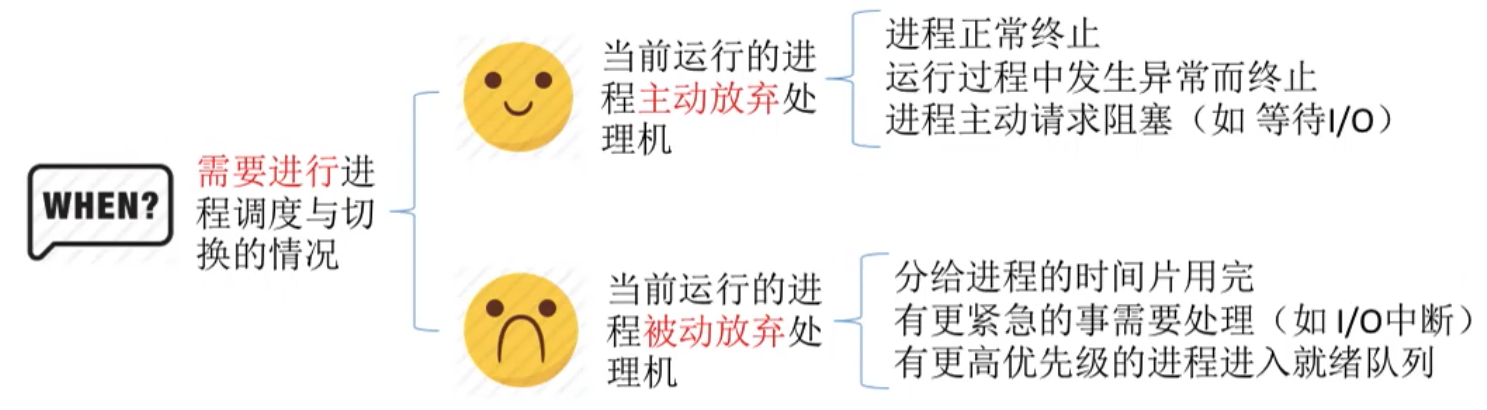 WHEN?
需要进行进
程调度与切
换的情况
当前运行的进
程主动放弃处
理机
进程正常终止
运行过程中发生异常而终止
进程主动请求阻塞（如 等待I/O）
当前运行的进
程被动放弃处
理机
分给进程的时间片用完
有更紧急的事需要处理（如 I/O中断）
有更高优先级的进程进入就绪队列